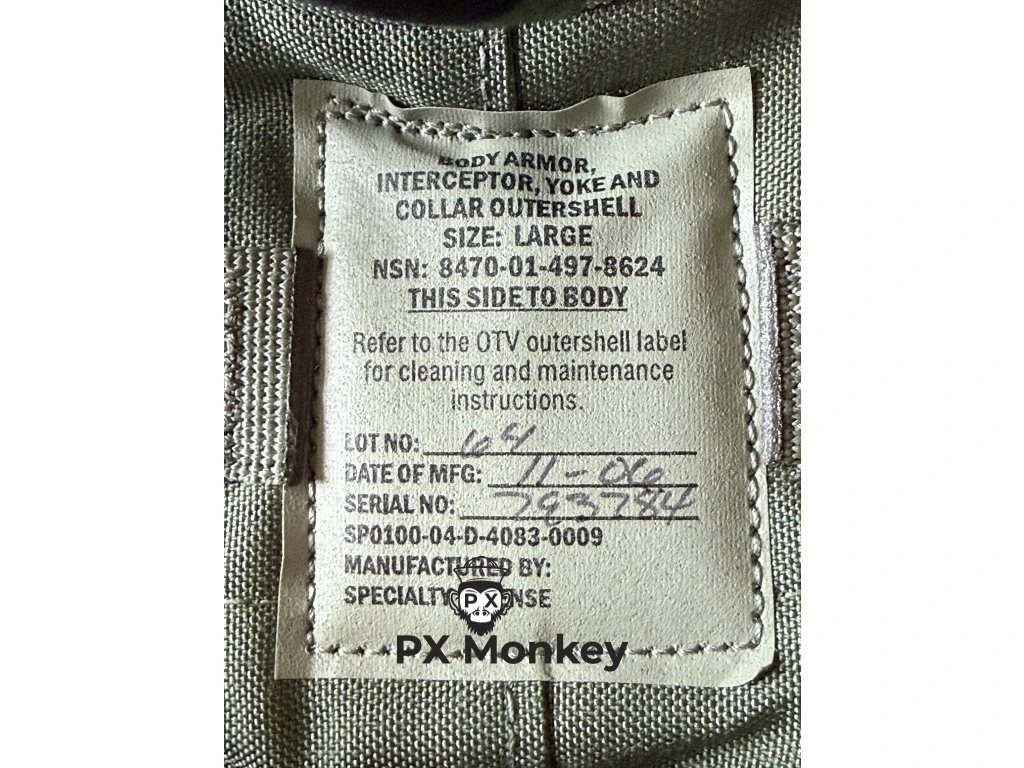 BODY ARMOR,
INTERCEPTOR, YOKE AND
COLLAR OUTERSHELL
SIZE: LARGE
NSN: 8470-01-497-8624
THIS SIDE TO BODY
Refer to the OTV outershell label
for cleaning and maintenance
instructions.
LOT NO: 64
DATE OF MFG: 11-06
SERIAL NO: 793784
SP0100-04-D-4083-0009
MANUFACTURED BY:
SPECIALTY
PX
PX Monkey